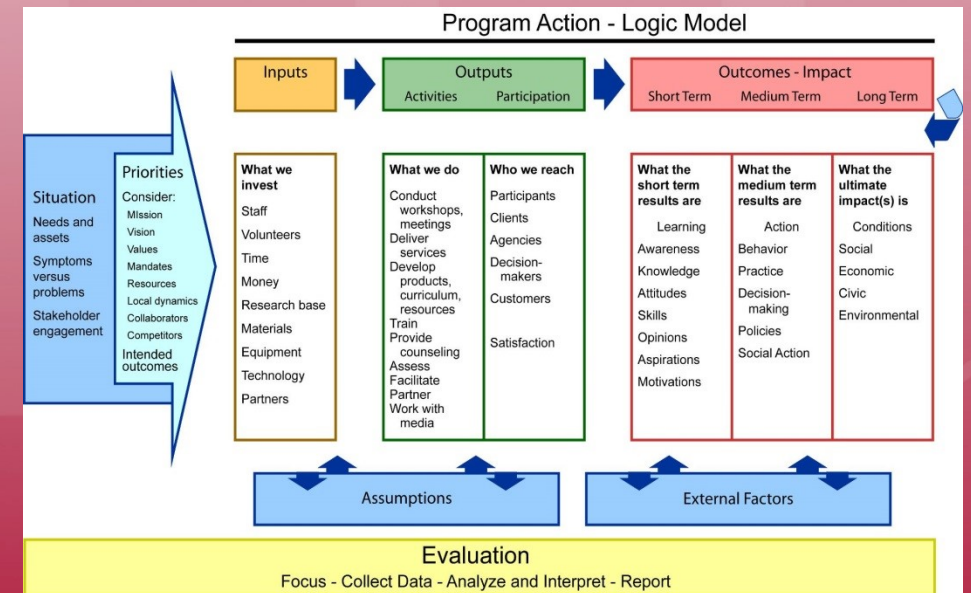 Program Action - Logic Model
Inputs
Outputs
Activities Participation
Outcomes - Impact
Short Term Medium Term Long Term
Situation
Needs and
assets
Symptoms
versus
problems
Stakeholder
engagement
Priorities
Consider:
MIssion
Vision
Values
Mandates
Resources
Local dynamics
Collaborators
Competitors
Intended
outcomes
What we
invest
Staff
Volunteers
Time
Money
Research base
Materials
Equipment
Technology
Partners
What we do
Conduct
workshops,
meetings
Deliver
services
Develop
products,
curriculum,
resources
Train
Provide
counseling
Assess
Facilitate
Partner
Work with
media
Who we reach
Participants
Clients
Agencies
Decision-
makers
Customers
Satisfaction
What the
short term
results are
Learning
Awareness
Knowledge
Attitudes
Skills
Opinions
Aspirations
Motivations
What the
medium term
results are
Action
Behavior
Practice
Decision-
making
Policies
Social Action
What the
ultimate
impact(s) is
Conditions
Social
Economic
Civic
Environmental
Assumptions
External Factors
Evaluation
Focus - Collect Data - Analyze and Interpret - Report